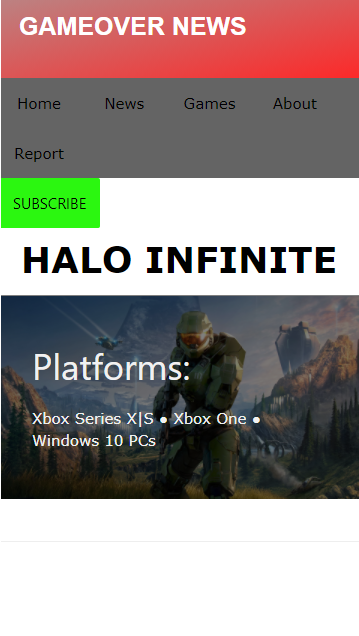 GAMEOVER NEWS
Home News Games About
Report
SUBSCRIBE
HALO INFINITE
Platforms:
Xbox Series X|S ● Xbox One ●
Windows 10 PCs